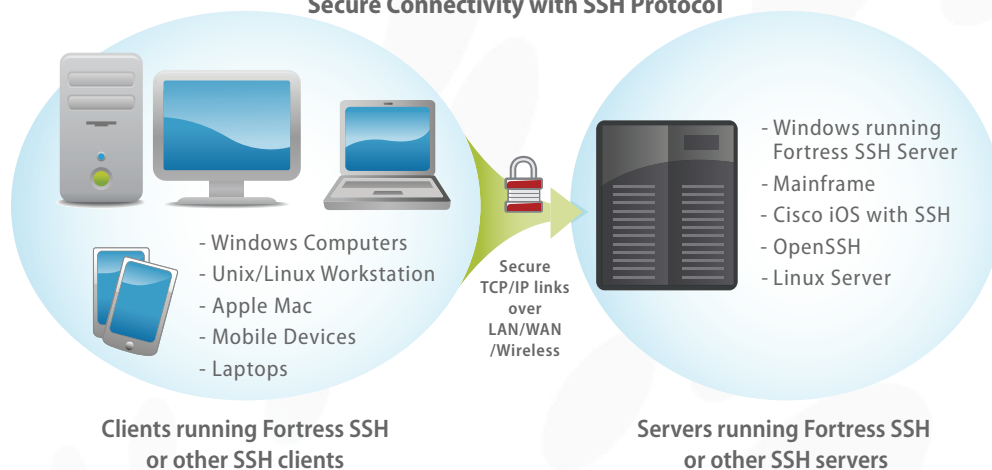 Secure Connectivity with SSH Protocol
- Windows Computers
- Unix/Linux Workstation
- Apple Mac
- Mobile Devices
- Laptops
Secure
TCP/IP links
over
LAN/WAN
/Wireless
- Windows running
Fortress SSH Server
- Mainframe
- Cisco iOS with SSH
- OpenSSH
- Linux Server
Clients running Fortress SSH
or other SSH clients
Servers running Fortress SSH
or other SSH servers